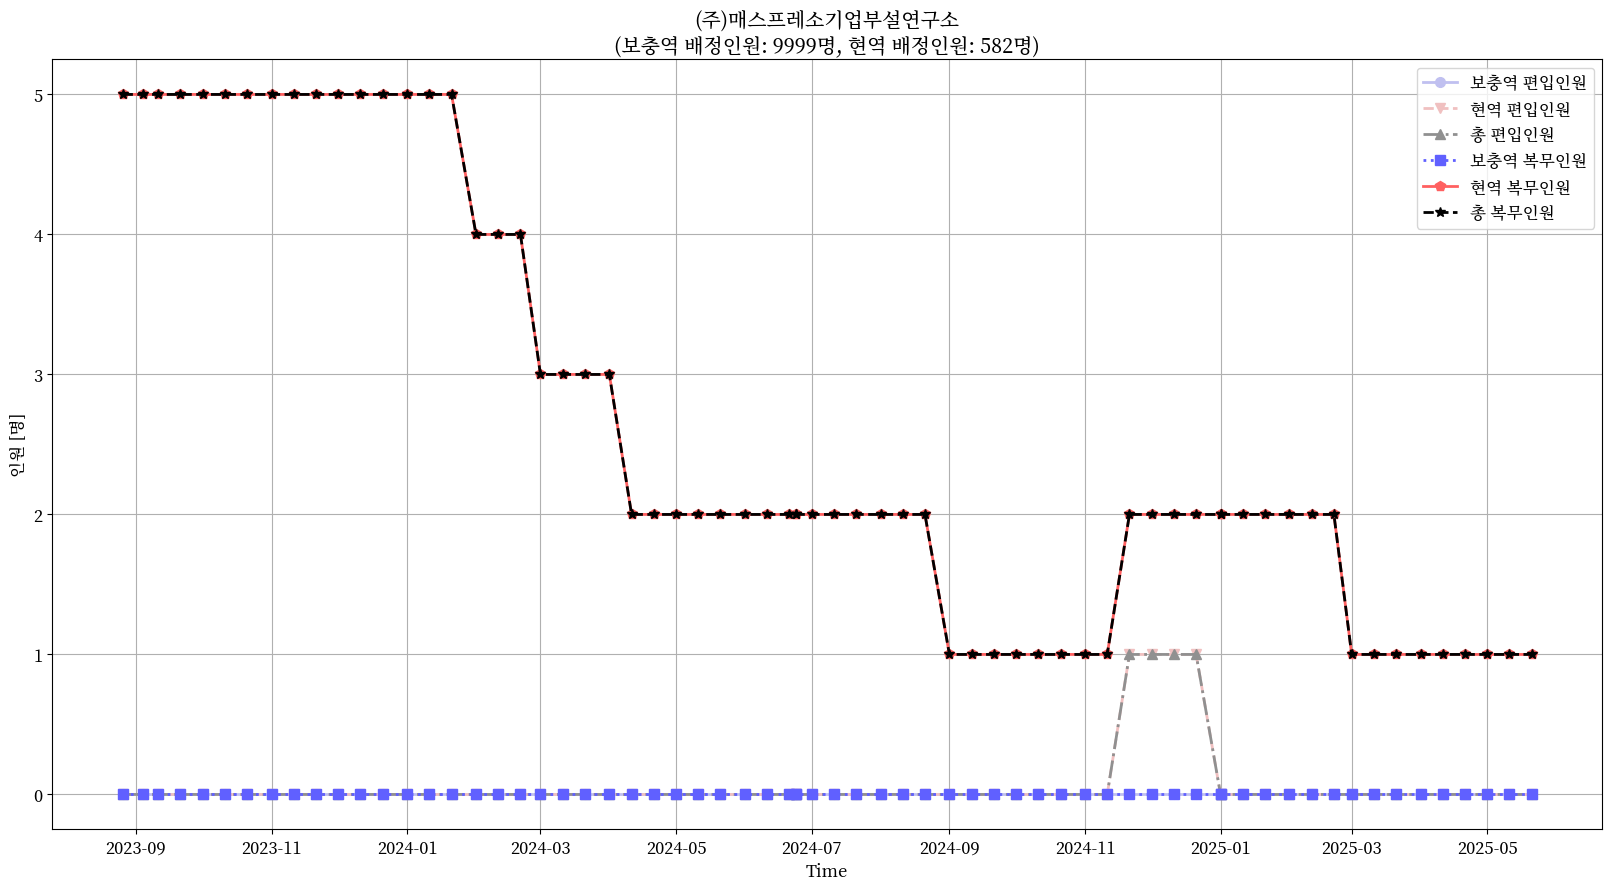 (주)매스프레소기업부설연구소
(보충역 배정인원: 9999명, 현역 배정인원: 582명)
보충역 편입인원
현역 편입인원
총 편입인원
보충역 복무인원
현역 복무인원
총 복무인원
인원 [명]
5
4
3
2
1
0
2023-09
2023-11
2024-01
2024-03
2024-05
2024-07
2024-09
2024-11
2025-01
2025-03
2025-05
Time